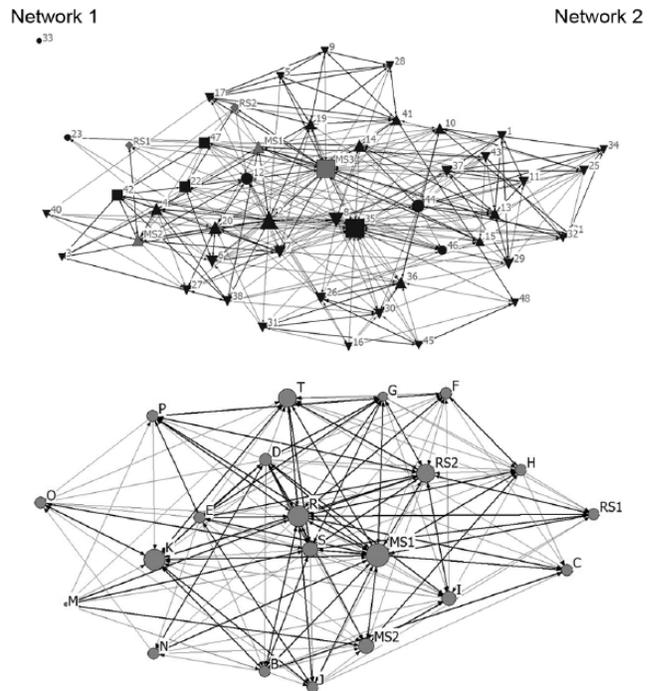 Network 1
Network 2
33
9
28
17
RS2
23
19
41
10
1
RS1
47
MS1
14
34
MS3
37
43
25
42
22
12
11
44
40
20
35
13
MS2
46
15
32
3
29
27
38
26
36
48
31
30
16
45
T
G
F
P
D
RS2
H
O
E
R
RS1
S
MS1
K
C
M
I
N
MS2
B
J